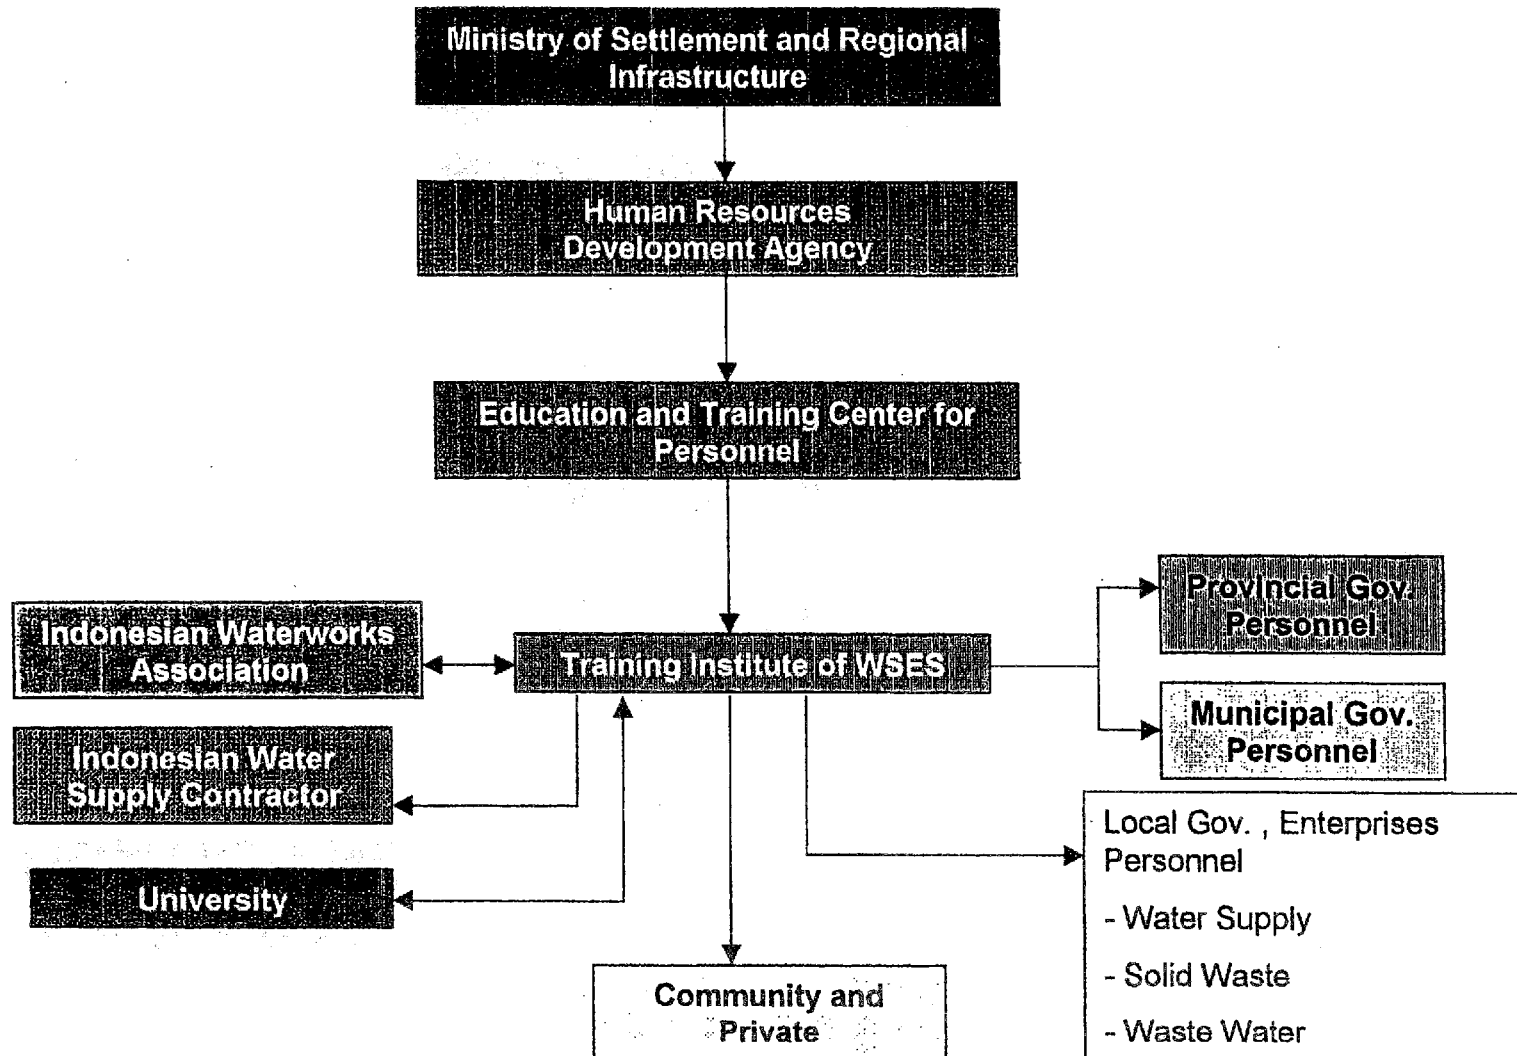 Ministry of Settlement and Regional
Infrastructure
Human Resources
Development Agency
Education and Training Center for
Personnel
Provincial Gov.
Personnel
Indonesian Waterworks
Association
Training Institute of WSES
Municipal Gov.
Personnel
Indonesian Water
Supply Contractor
Local Gov. , Enterprises
Personnel
- Water Supply
- Solid Waste
- Waste Water
University
Community and
Private